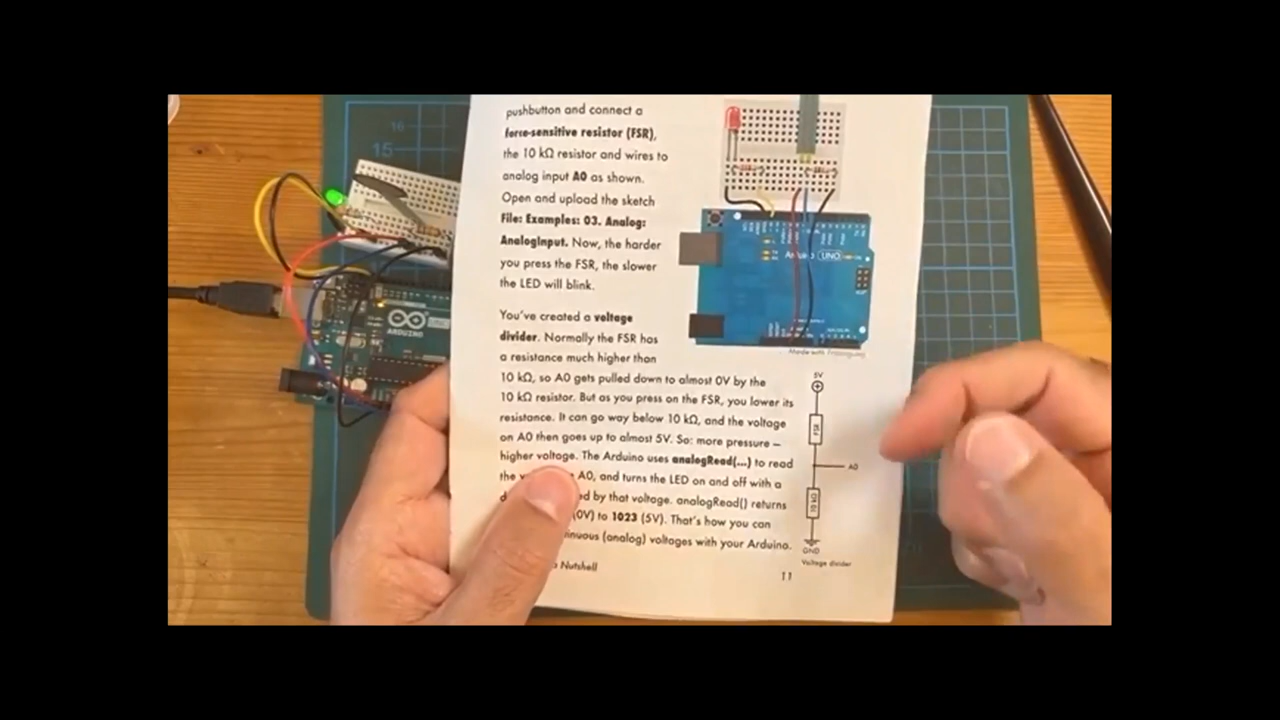 pushbutton and connect a
force-sensitive resistor (FSR),
the 10 kΩ resistor and wires to
analog input A0 as shown.
Open and upload the sketch
File: Examples: 03. Analog:
AnalogInput. Now, the harder
you press the FSR, the slower
the LED will blink.
You've created a voltage
divider. Normally the FSR has
a resistance much higher than
10 kΩ, so A0 gets pulled down to almost 0V by the
10 kΩ resistor. But as you press on the FSR, you lower its
resistance. It can go way below 10 kΩ, and the voltage
on A0 then goes up to almost 5V. So: more pressure –
higher voltage. The Arduino uses analogRead(...) to read
the A0, and turns the LED on and off with a
by that voltage. analogRead() returns
(0V) to 1023 (5V). That's how you can
(analog) voltages with your Arduino.
Nutshell
11
Arduino UNO
Made with Fritzing.org
5V
FSR
A0
10 kΩ
GND
Voltage divider
16
15
ARDUINO